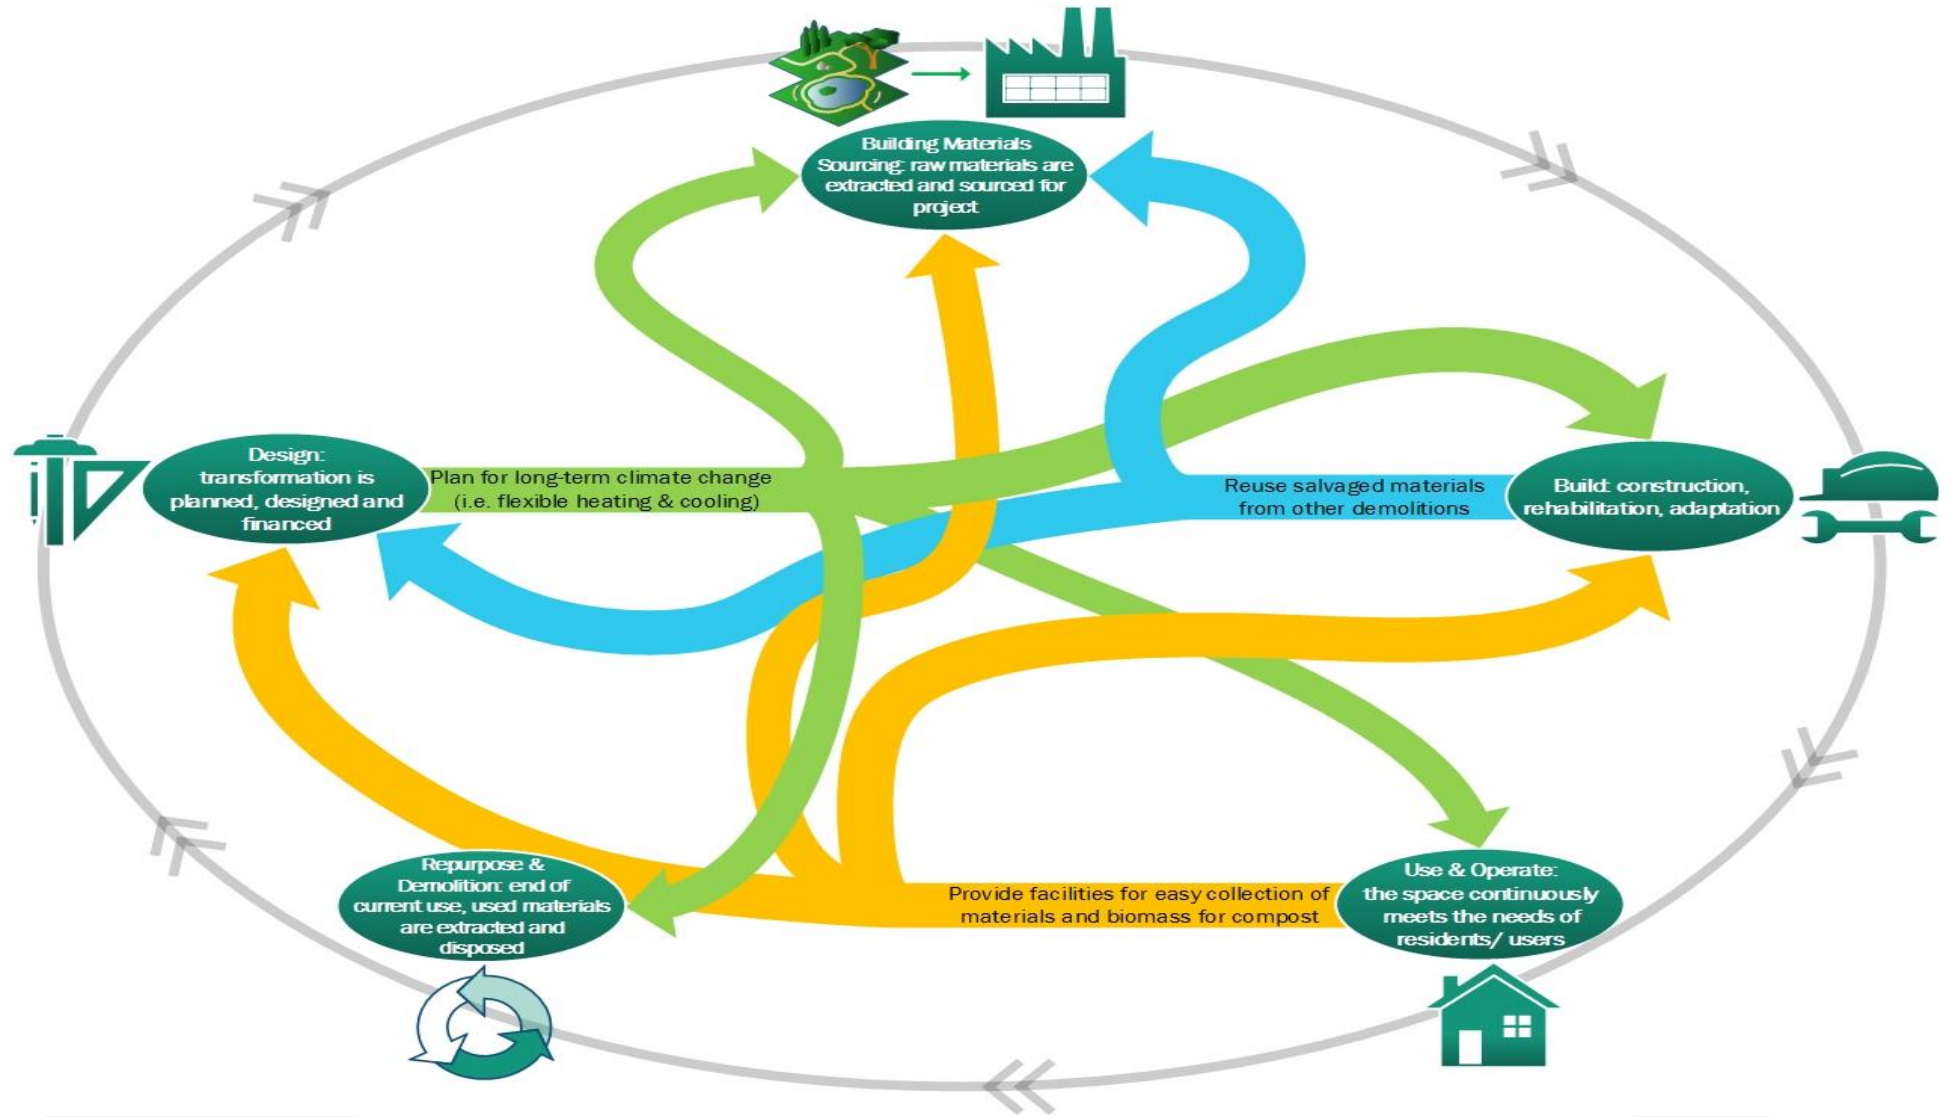 Building Materials
Sourcing: raw materials are
extracted and sourced for
project
Design:
transformation is
planned, designed and
financed
Plan for long-term climate change
(i.e. flexible heating & cooling)
Reuse salvaged materials
from other demolitions
Build: construction,
rehabilitation, adaptation
Repurpose &
Demolition: end of
current use, used materials
are extracted and
disposed
Provide facilities for easy collection of
materials and biomass for compost
Use & Operate:
the space continuously
meets the needs of
residents/ users